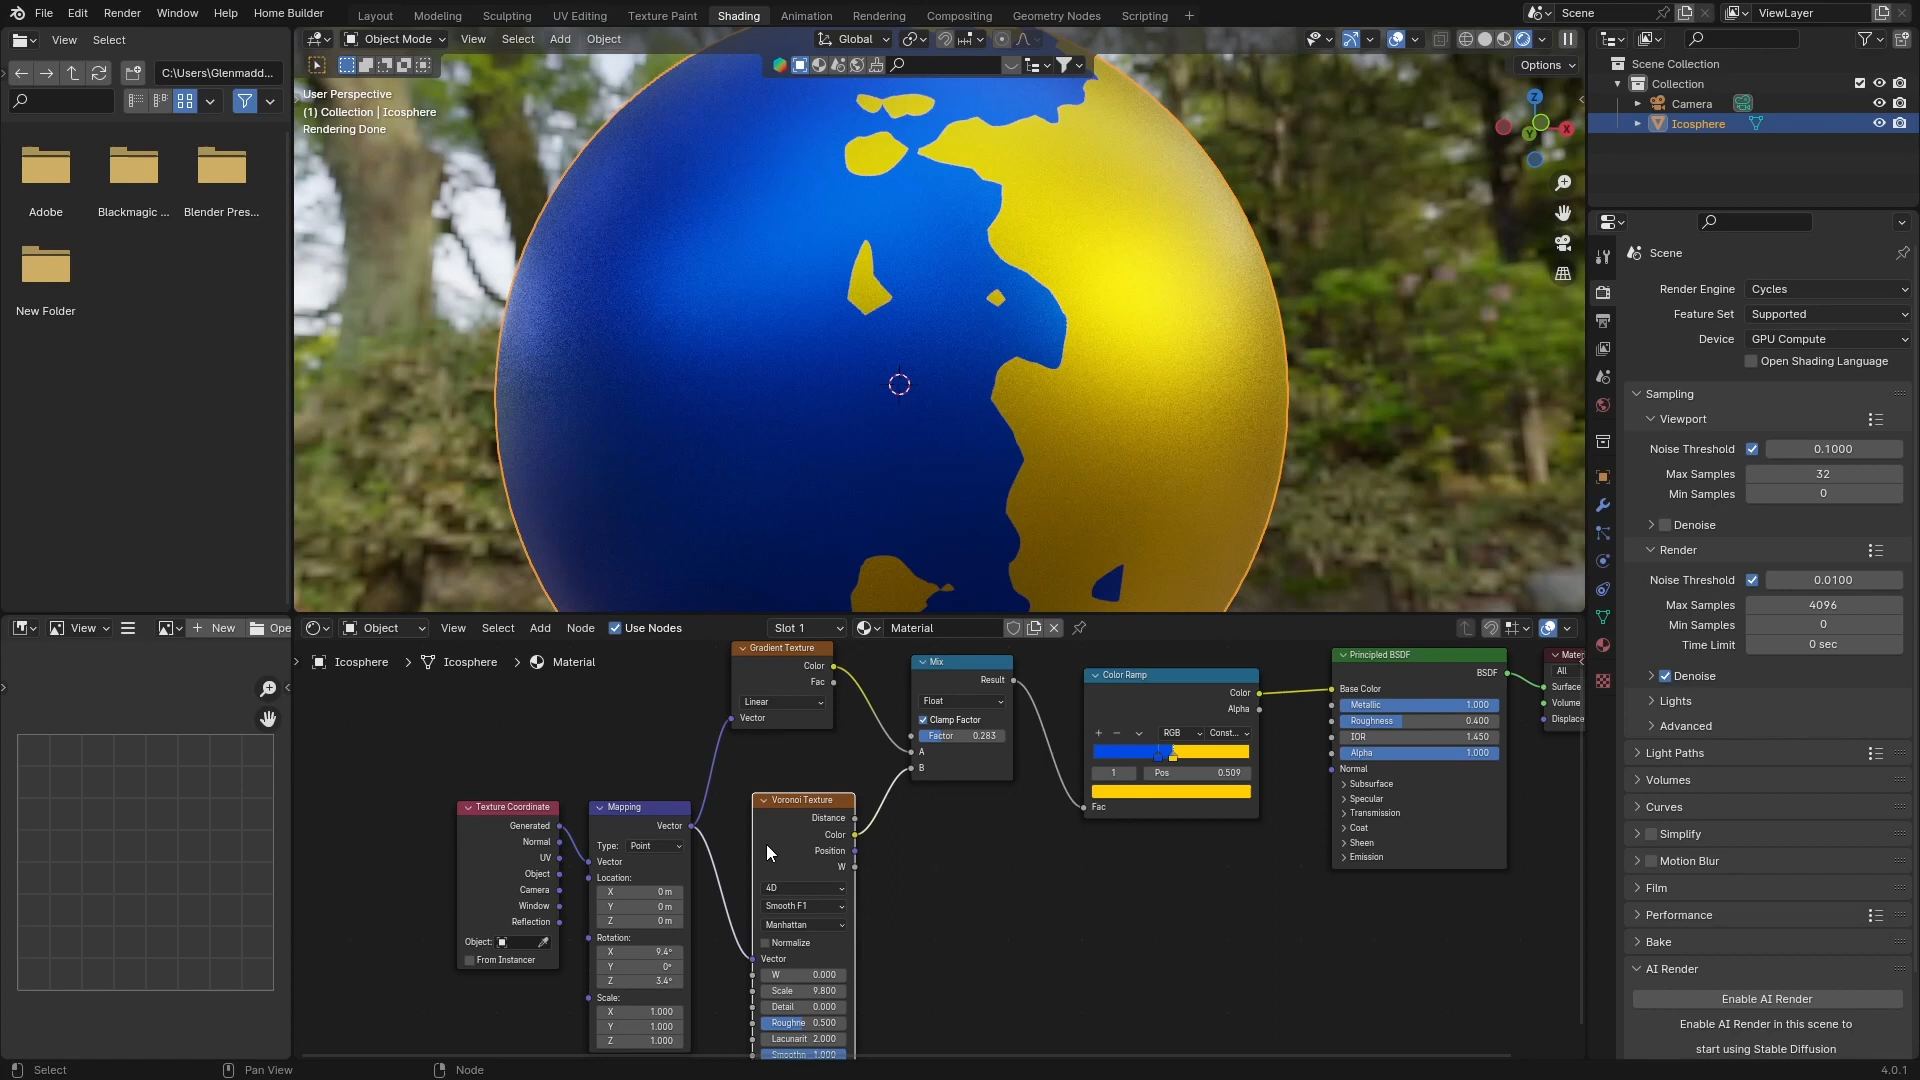 File Edit Render Window Help Home Builder
Layout Modeling Sculpting UV Editing Texture Paint Shading Animation Rendering Compositing Geometry Nodes Scripting +
Scene
ViewLayer
View Select
C:\Users\Glenmadd...
Adobe
Blackmagic ...
Blender Pres...
New Folder
Object Mode View Select Add Object
Global
Options
User Perspective
(1) Collection | Icosphere
Rendering Done
Z
X
Y
Scene Collection
Collection
Camera
Icosphere
Scene
Render Engine Cycles
Feature Set Supported
Device GPU Compute
Open Shading Language
Sampling
Viewport
Noise Threshold 0.1000
Max Samples 32
Min Samples 0
Denoise
Render
Noise Threshold 0.0100
Max Samples 4096
Min Samples 0
Time Limit 0 sec
Denoise
Lights
Advanced
Light Paths
Volumes
Curves
Simplify
Motion Blur
Film
Performance
Bake
AI Render
Enable AI Render
Enable AI Render in this scene to
start using Stable Diffusion
View
+ New
Ope
Object View Select Add Node Use Nodes Slot 1 Material
Icosphere > Icosphere > Material
Texture Coordinate
Generated
Normal
UV
Object
Camera
Window
Reflection
Object:
From Instancer
Mapping
Vector
Type: Point
Vector
Location:
X 0 m
Y 0 m
Z 0 m
Rotation:
X 9.4°
Y 0°
Z 3.4°
Scale:
X 1.000
Y 1.000
Z 1.000
Gradient Texture
Color
Fac
Linear
Vector
Voronoi Texture
Distance
Color
Position
W
4D
Smooth F1
Manhattan
Normalize
Vector
W 0.000
Scale 9.800
Detail 0.000
Roughne 0.500
Lacunarit 2.000
Smoothn 1.000
Mix
Result
Float
Clamp Factor
Factor 0.283
A
B
Color Ramp
Color
Alpha
+ − RGB Const...
1 Pos 0.509
Fac
Principled BSDF
BSDF
Base Color
Metallic 1.000
Roughness 0.400
IOR 1.450
Alpha 1.000
Normal
Subsurface
Specular
Transmission
Coat
Sheen
Emission
Mater
All
Surface
Volume
Displace
Select
Pan View
Node
4.0.1